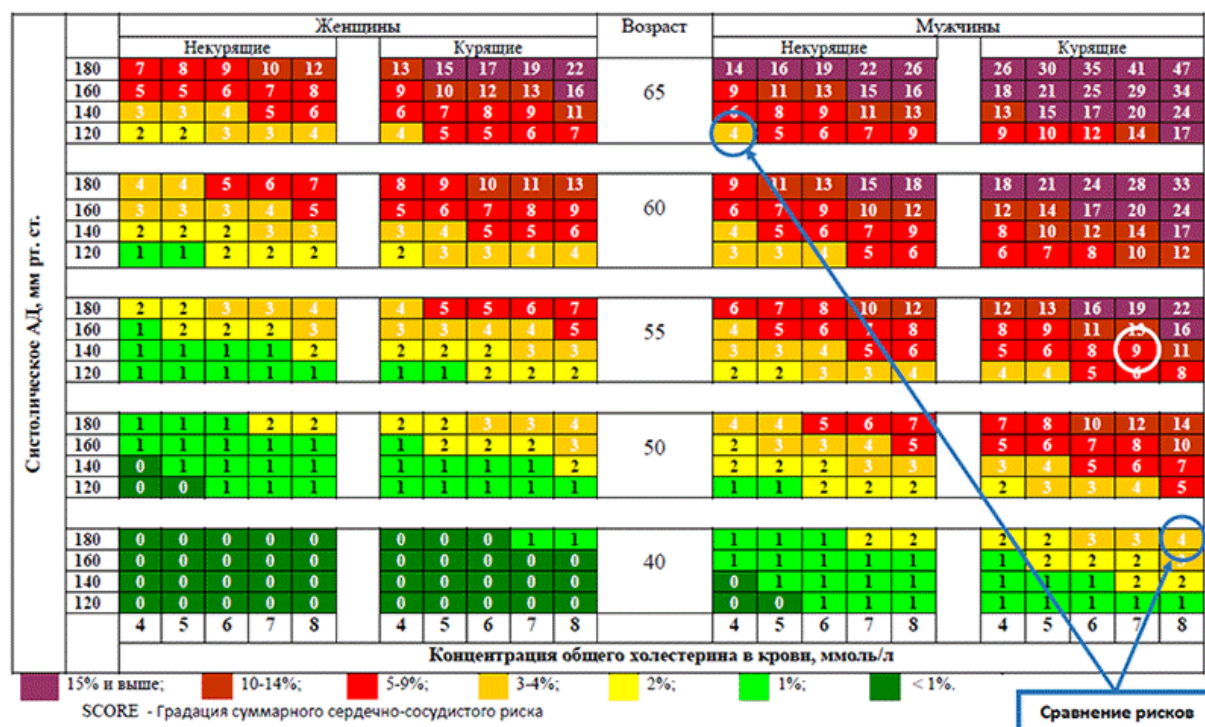 Женщины Возраст Мужчины
Некурящие Курящие Некурящие Курящие
Систолическое АД, мм рт. ст.
180 7 8 9 10 12 13 15 17 19 22 14 16 19 22 26 26 30 35 41 47
160 5 5 6 7 8 9 10 12 13 16 65 9 11 13 15 16 18 21 25 29 34
140 3 3 4 5 6 6 7 8 9 11 6 8 9 11 13 13 15 17 20 24
120 2 2 3 3 4 4 5 5 6 7 4 5 6 7 9 9 10 12 14 17
180 4 4 5 6 7 8 9 10 11 13 9 11 13 15 18 18 21 24 28 33
160 3 3 3 4 5 5 6 7 8 9 60 6 7 9 10 12 12 14 17 20 24
140 2 2 2 3 3 3 4 5 5 6 4 5 6 7 9 8 10 12 14 17
120 1 1 2 2 2 2 3 3 4 4 3 3 4 5 6 6 7 8 10 12
180 2 2 3 3 4 4 5 5 6 7 6 7 8 10 12 12 13 16 19 22
160 1 2 2 2 3 3 3 4 4 5 55 4 5 6 7 8 8 9 11 13 16
140 1 1 1 1 2 2 2 2 3 3 3 3 4 5 6 5 6 8 9 11
120 1 1 1 1 1 1 1 2 2 2 2 2 3 3 4 4 4 5 6 8
180 1 1 1 2 2 2 2 3 3 4 4 4 5 6 7 7 8 10 12 14
160 1 1 1 1 1 1 2 2 2 3 50 2 3 3 4 5 5 6 7 8 10
140 0 1 1 1 1 1 1 1 1 2 2 2 2 3 3 3 4 5 6 7
120 0 0 1 1 1 1 1 1 1 1 1 1 2 2 2 2 3 3 4 5
180 0 0 0 0 0 0 0 0 1 1 1 1 1 2 2 2 2 3 3 4
160 0 0 0 0 0 0 0 0 0 0 40 1 1 1 1 1 1 2 2 2 3
140 0 0 0 0 0 0 0 0 0 0 0 1 1 1 1 1 1 1 2 2
120 0 0 0 0 0 0 0 0 0 0 0 0 1 1 1 1 1 1 1 1
4 5 6 7 8 4 5 6 7 8 4 5 6 7 8 4 5 6 7 8
Концентрация общего холестерина в крови, ммоль/л
15% и выше; 10-14%; 5-9%; 3-4%; 2%; 1%; < 1%.
SCORE - Градация суммарного сердечно-сосудистого риска
Сравнение рисков